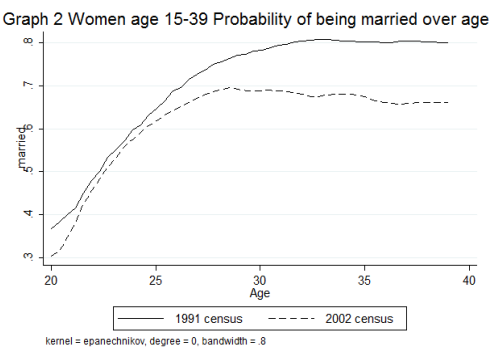 Graph 2 Women age 15-39 Probability of being married over age
.8
.7
.6
married
.5
.4
.3
20 25 30 35 40
Age
1991 census 2002 census
kernel = epanechnikov, degree = 0, bandwidth = .8